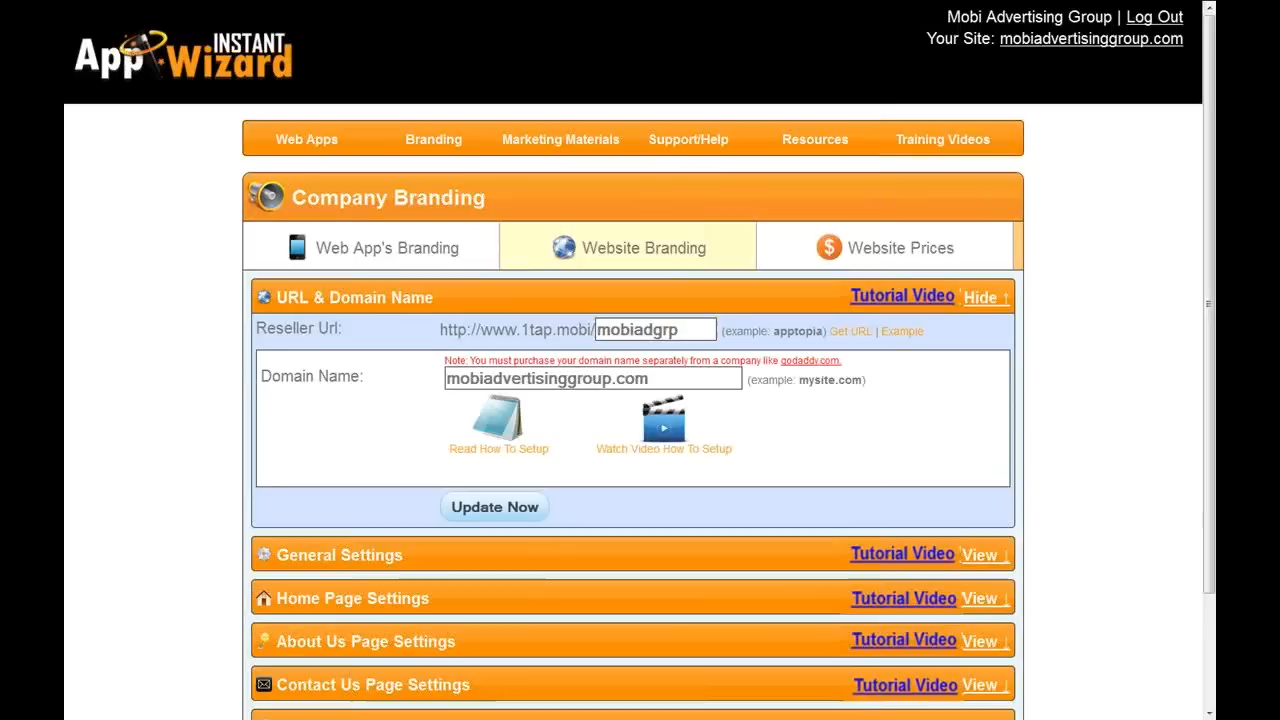 Mobi Advertising Group | Log Out
Your Site: mobiadvertisinggroup.com
App INSTANT Wizard
Web Apps Branding Marketing Materials Support/Help Resources Training Videos
Company Branding
Web App's Branding Website Branding $ Website Prices
URL & Domain Name Tutorial Video Hide ↑
Reseller Url: http://www.1tap.mobi/mobiadgrp (example: apptopia) Get URL | Example
Note: You must purchase your domain name separately from a company like godaddy.com.
Domain Name: mobiadvertisinggroup.com (example: mysite.com)
Read How To Setup Watch Video How To Setup
Update Now
General Settings Tutorial Video View ↓
Home Page Settings Tutorial Video View ↓
About Us Page Settings Tutorial Video View ↓
Contact Us Page Settings Tutorial Video View ↓